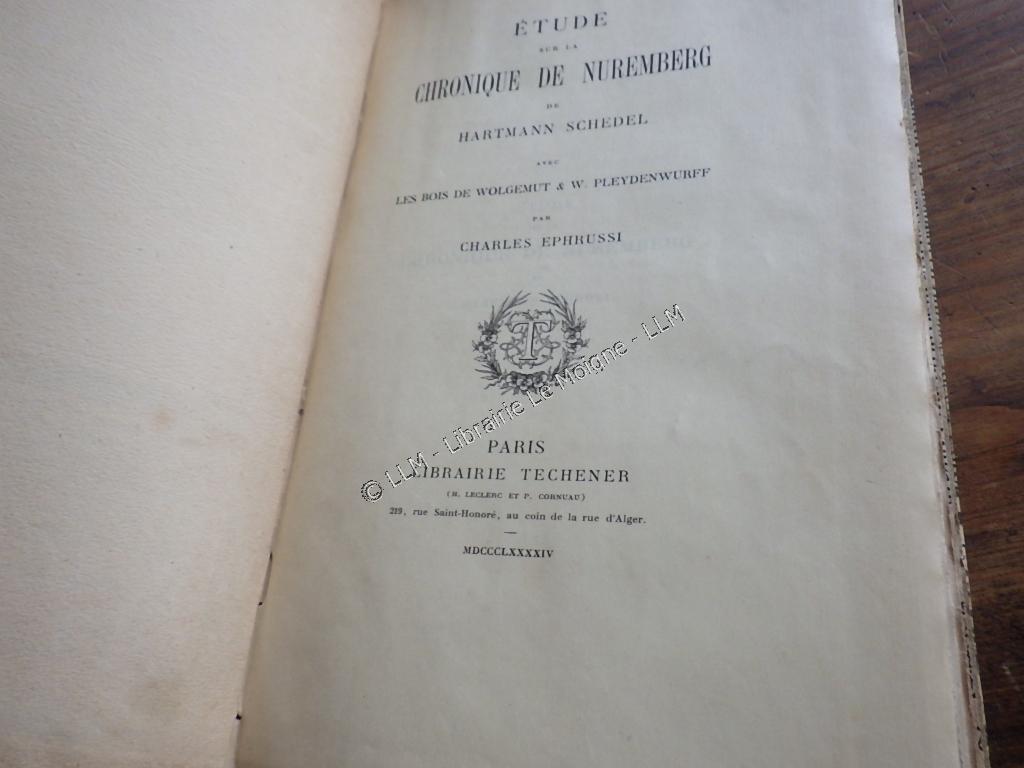 ÉTUDE
SUR LA
CHRONIQUE DE NUREMBERG
DE
HARTMANN SCHEDEL
AVEC
LES BOIS DE WOLGEMUT & W. PLEYDENWURFF
PAR
CHARLES EPHRUSSI
T
© LLM - Librairie Le Moigne - LLM
PARIS
LIBRAIRIE TECHENER
(H. LECLERC ET P. CORNUAU)
219, rue Saint-Honoré, au coin de la rue d'Alger.
MDCCCLXXXXIV